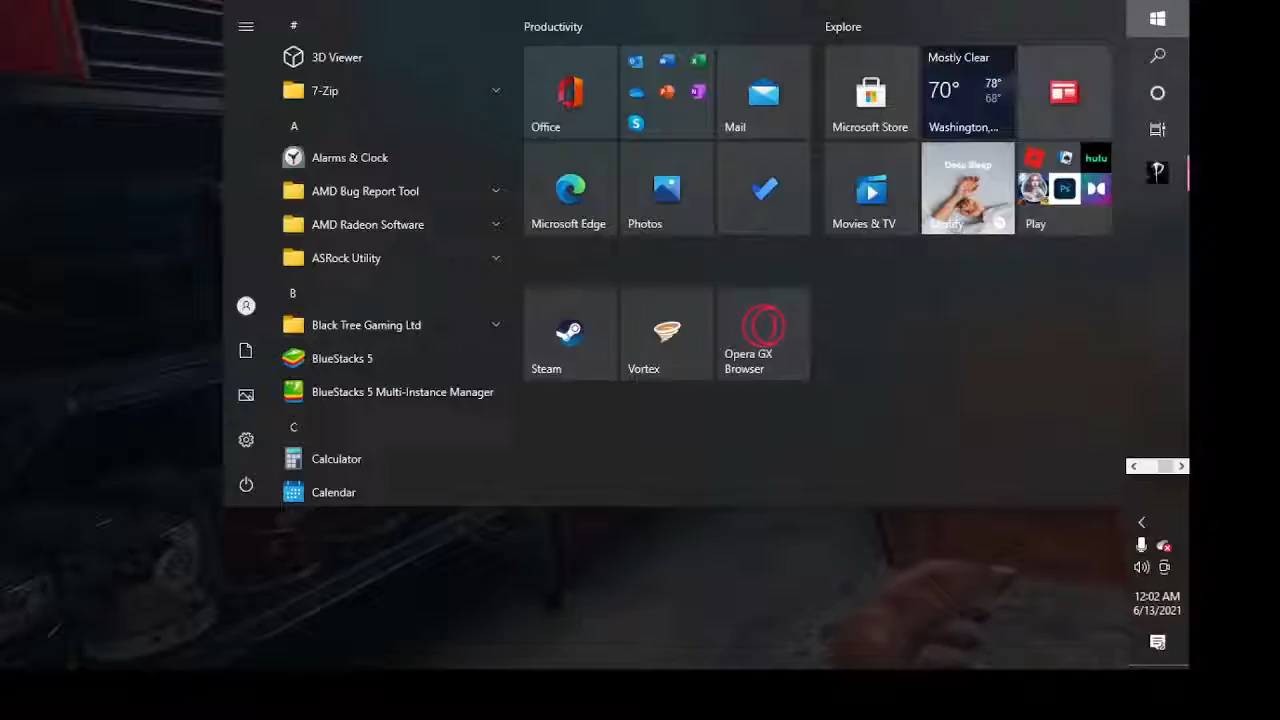 #
3D Viewer
7-Zip
A
Alarms & Clock
AMD Bug Report Tool
AMD Radeon Software
ASRock Utility
B
Black Tree Gaming Ltd
BlueStacks 5
BlueStacks 5 Multi-Instance Manager
C
Calculator
Calendar
Productivity
Office
Mail
Microsoft Edge
Photos
Steam
Vortex
Opera GX
Browser
Explore
Microsoft Store
Mostly Clear
70° 78°
68°
Washington,...
Movies & TV
Deep Sleep
hulu
Ps
Play
12:02 AM
6/13/2021